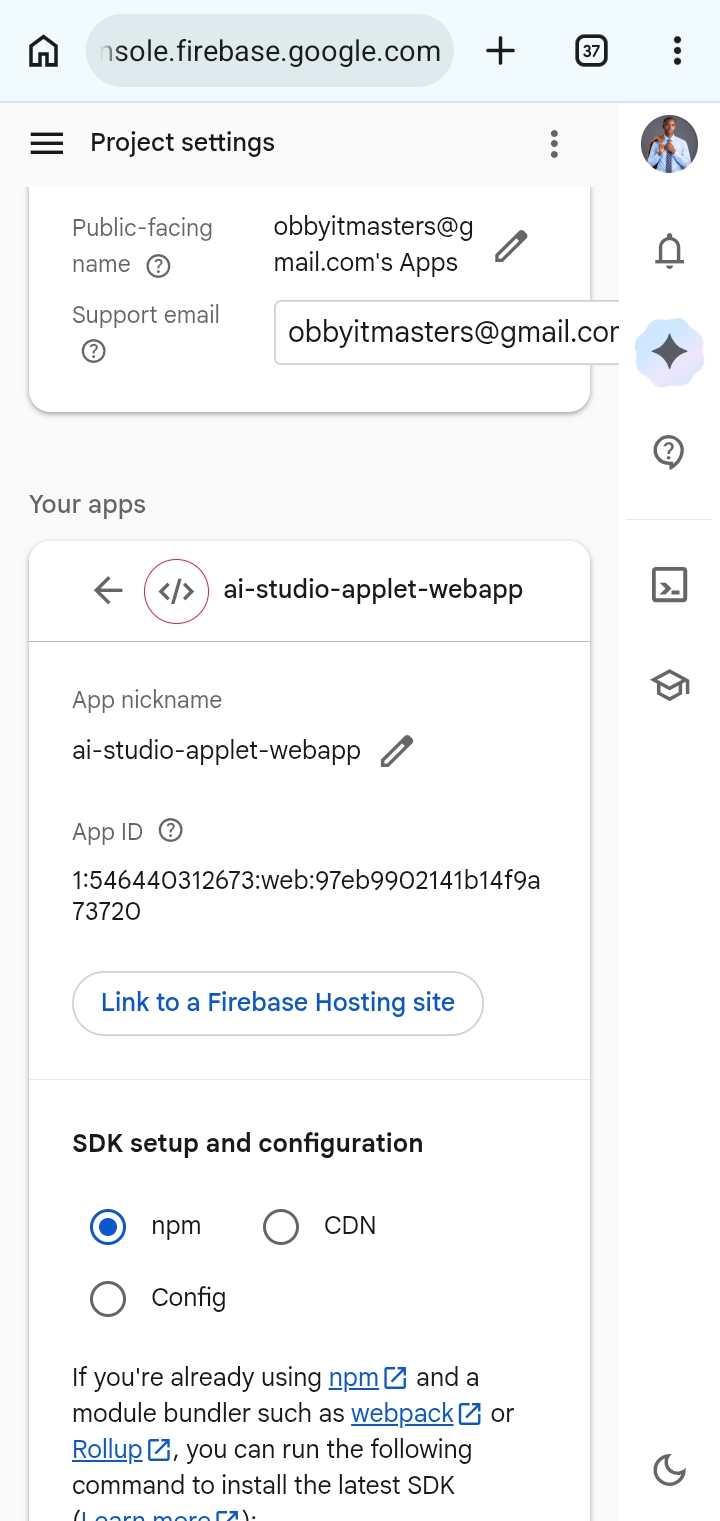 nsole.firebase.google.com
37
Project settings
Public-facing
name
obbyitmasters@g
mail.com's Apps
Support email
obbyitmasters@gmail.cor
Your apps
</> ai-studio-applet-webapp
App nickname
ai-studio-applet-webapp
App ID
1:546440312673:web:97eb9902141b14f9a
73720
Link to a Firebase Hosting site
SDK setup and configuration
npm
CDN
Config
If you're already using npm and a
module bundler such as webpack or
Rollup, you can run the following
command to install the latest SDK
(Learn more):